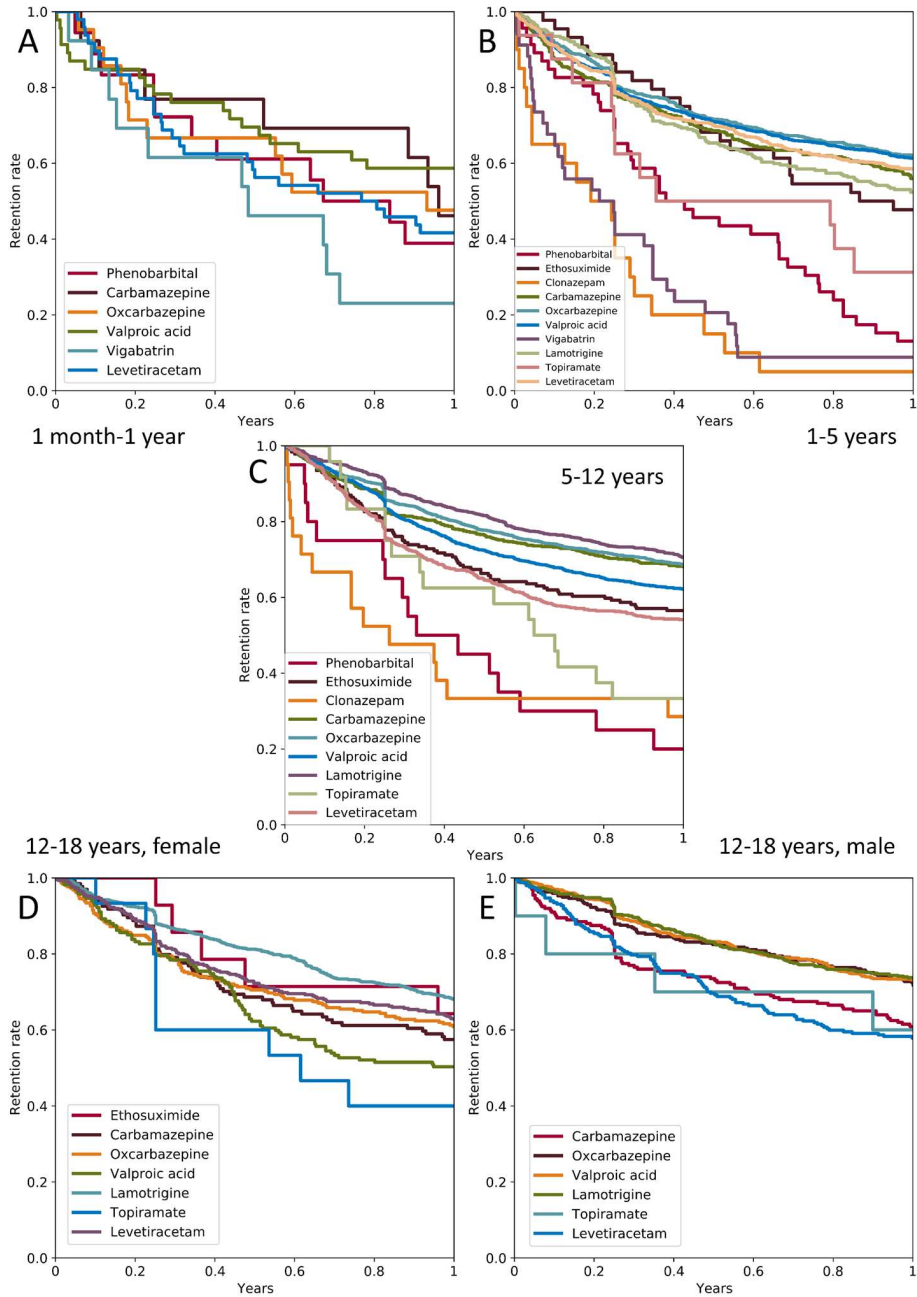 A
1.0
0.8
0.6
0.4
0.2
0.0
Retention rate
Phenobarbital
Carbamazepine
Oxcarbazepine
Valproic acid
Vigabatrin
Levetiracetam
0
0.2
0.4
0.6
0.8
1
Years
1 month-1 year
B
1.0
0.8
0.6
0.4
0.2
0.0
Retention rate
Phenobarbital
Ethosuximide
Clonazepam
Carbamazepine
Oxcarbazepine
Valproic acid
Vigabatrin
Lamotrigine
Topiramate
Levetiracetam
0
0.2
0.4
0.6
0.8
1
Years
1-5 years
C
5-12 years
1.0
0.8
0.6
0.4
0.2
0.0
Retention rate
Phenobarbital
Ethosuximide
Clonazepam
Carbamazepine
Oxcarbazepine
Valproic acid
Lamotrigine
Topiramate
Levetiracetam
0
0.2
0.4
0.6
0.8
1
Years
12-18 years, female
D
1.0
0.8
0.6
0.4
0.2
0.0
Retention rate
Ethosuximide
Carbamazepine
Oxcarbazepine
Valproic acid
Lamotrigine
Topiramate
Levetiracetam
0
0.2
0.4
0.6
0.8
1
Years
12-18 years, male
E
1.0
0.8
0.6
0.4
0.2
0.0
Retention rate
Carbamazepine
Oxcarbazepine
Valproic acid
Lamotrigine
Topiramate
Levetiracetam
0
0.2
0.4
0.6
0.8
1
Years